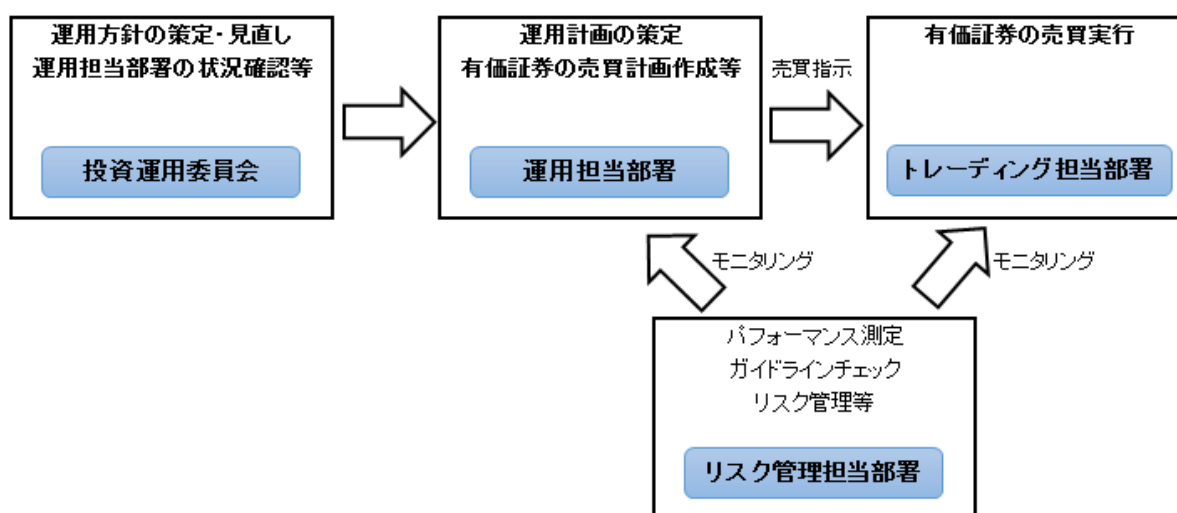 運用方針の策定・見直し
運用担当部署の状況確認等
投資運用委員会
運用計画の策定
有価証券の売買計画作成等
運用担当部署
売買指示
有価証券の売買実行
トレーディング担当部署
モニタリング
モニタリング
パフォーマンス測定
ガイドラインチェック
リスク管理等
リスク管理担当部署